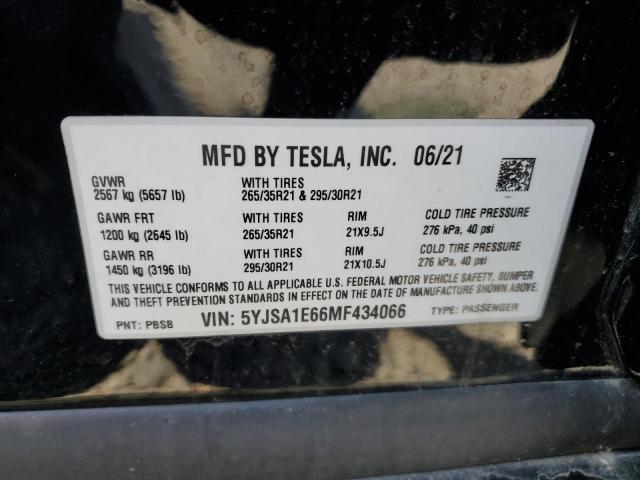 MFD BY TESLA, INC. 06/21
GVWR WITH TIRES
2567 kg (5657 lb) 265/35R21 & 295/30R21
GAWR FRT WITH TIRES RIM COLD TIRE PRESSURE
1200 kg (2645 lb) 265/35R21 21X9.5J 276 kPa, 40 psi
GAWR RR WITH TIRES RIM COLD TIRE PRESSURE
1450 kg (3196 lb) 295/30R21 21X10.5J 276 kPa, 40 psi
THIS VEHICLE CONFORMS TO ALL APPLICABLE U.S. FEDERAL MOTOR VEHICLE SAFETY, BUMPER
AND THEFT PREVENTION STANDARDS IN EFFECT ON THE DATE OF MANUFACTURE SHOWN ABOVE.
PNT: PBSB VIN: 5YJSA1E66MF434066 TYPE: PASSENGER